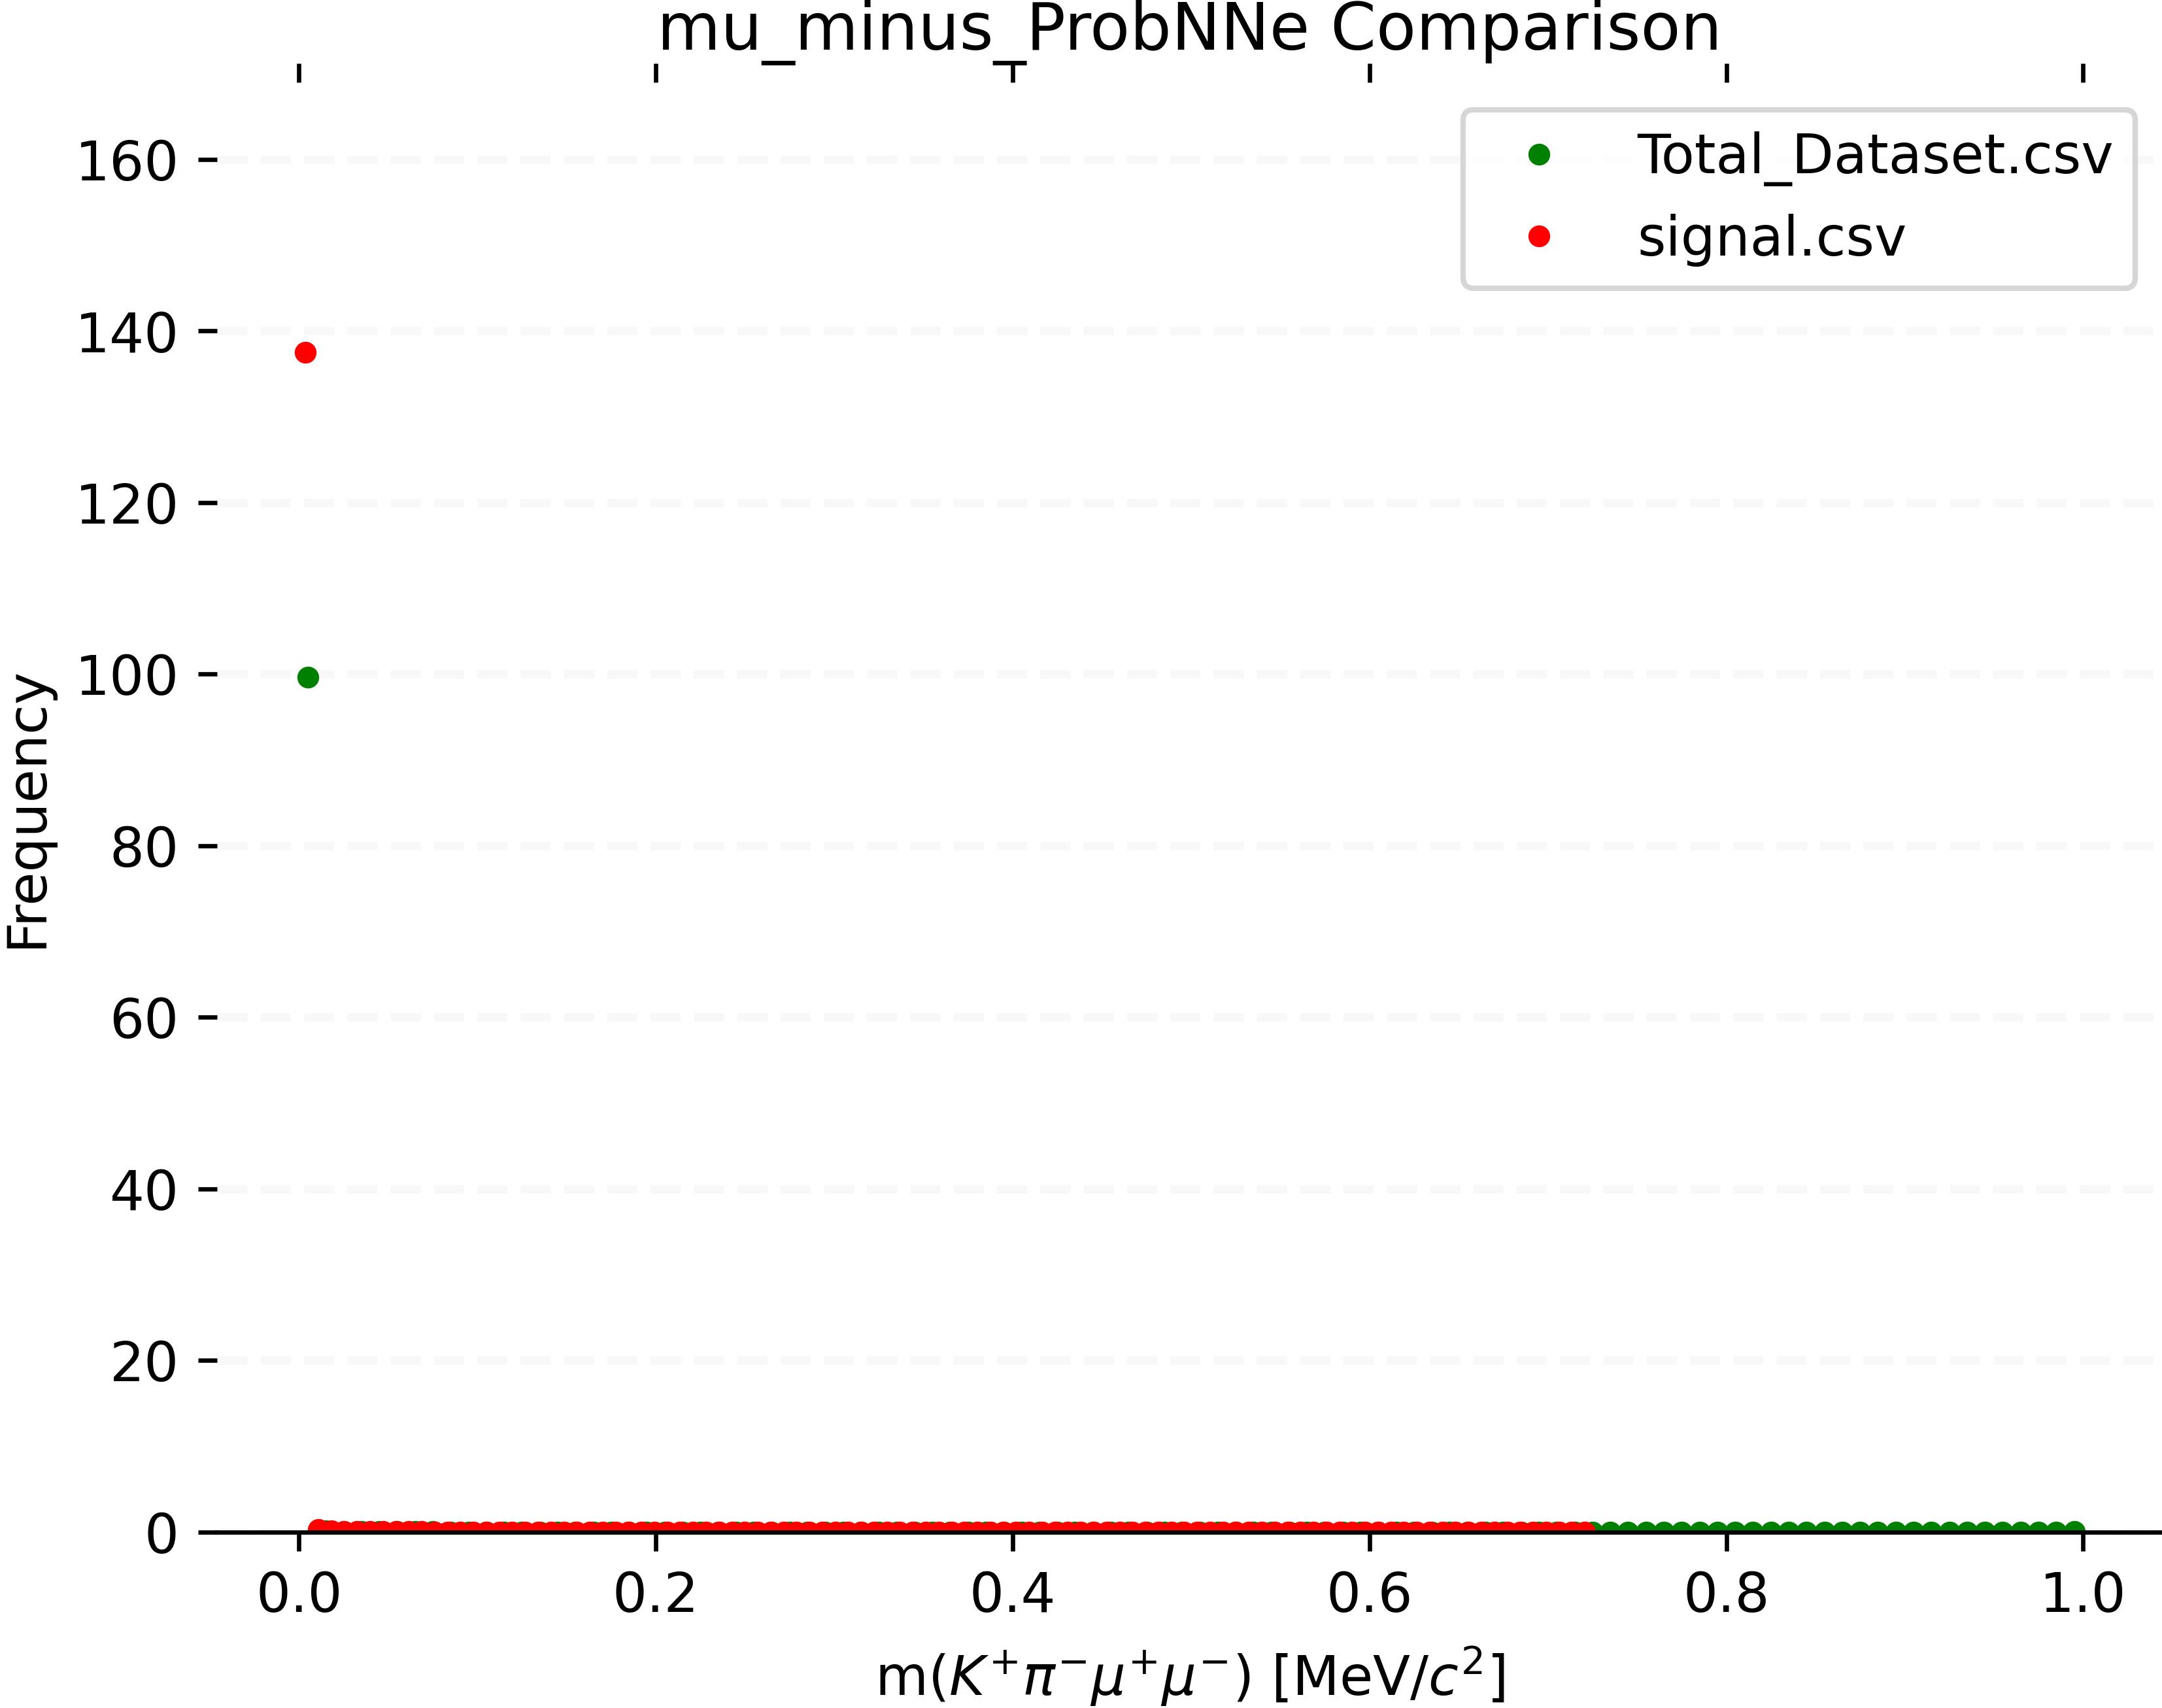 mu_minus_ProbNNe Comparison
Total_Dataset.csv
signal.csv
160
140
120
100
80
60
40
20
0
Frequency
0.0 0.2 0.4 0.6 0.8 1.0
m(K⁺π⁻μ⁺μ⁻) [MeV/c²]